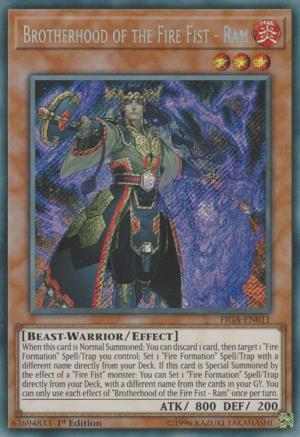 BROTHERHOOD OF THE FIRE FIST - RAM 炎
FIGA-EN011
[BEAST-WARRIOR/EFFECT]
When this card is Normal Summoned: You can discard 1 card, then target 1 "Fire
Formation" Spell/Trap you control; Set 1 "Fire Formation" Spell/Trap with a
different name directly from your Deck. If this card is Special Summoned by
the effect of a "Fire Fist" monster: You can Set 1 "Fire Formation" Spell/Trap
directly from your Deck, with a different name from the cards in your GY. You
can only use each effect of "Brotherhood of the Fire Fist - Ram" once per turn.
ATK/ 800 DEF/ 200
62694833 1st Edition ©1996 KAZUKI TAKAHASHI